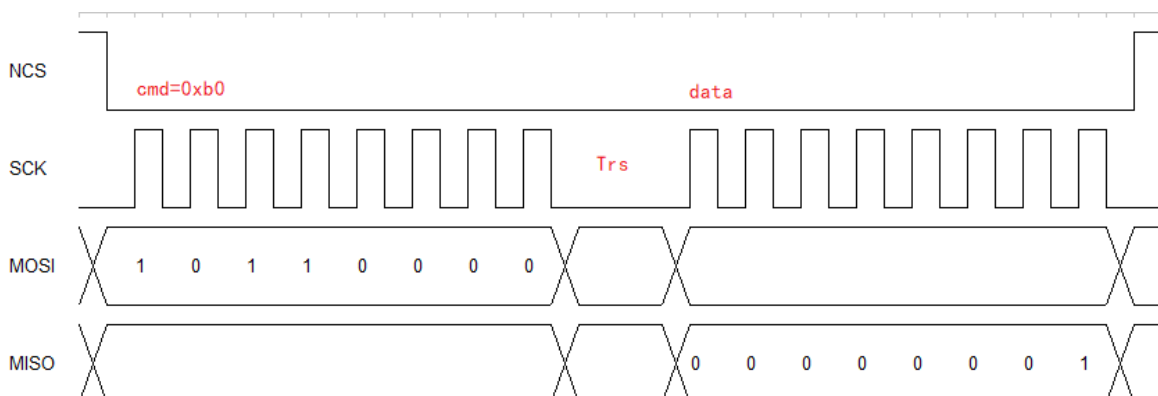 NCS
cmd=0xb0 data
SCK
Trs
MOSI 1 0 1 1 0 0 0 0
MISO 0 0 0 0 0 0 0 1